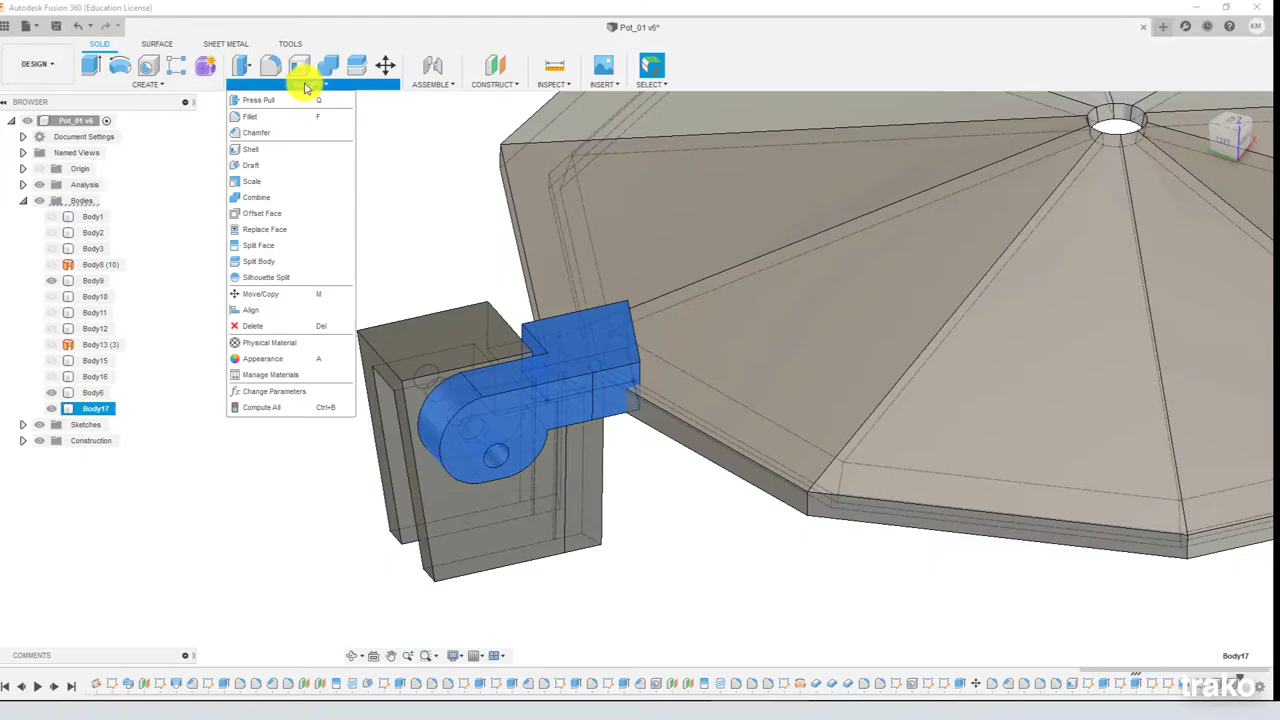 Autodesk Fusion 360 (Education License)
Pot_01 v6*
KM
SOLID
SURFACE
SHEET METAL
TOOLS
DESIGN
CREATE
ASSEMBLE
CONSTRUCT
INSPECT
INSERT
SELECT
BROWSER
Pot_01 v6
Document Settings
Named Views
Origin
Analysis
Bodies
Body1
Body2
Body3
Body8 (10)
Body9
Body10
Body11
Body12
Body13 (3)
Body15
Body16
Body6
Body17
Sketches
Construction
Press Pull Q
Fillet F
Chamfer
Shell
Draft
Scale
Combine
Offset Face
Replace Face
Split Face
Split Body
Silhouette Split
Move/Copy M
Align
Delete Del
Physical Material
Appearance A
Manage Materials
Change Parameters
Compute All Ctrl+B
Z
LEFT
COMMENTS
Body17
trako